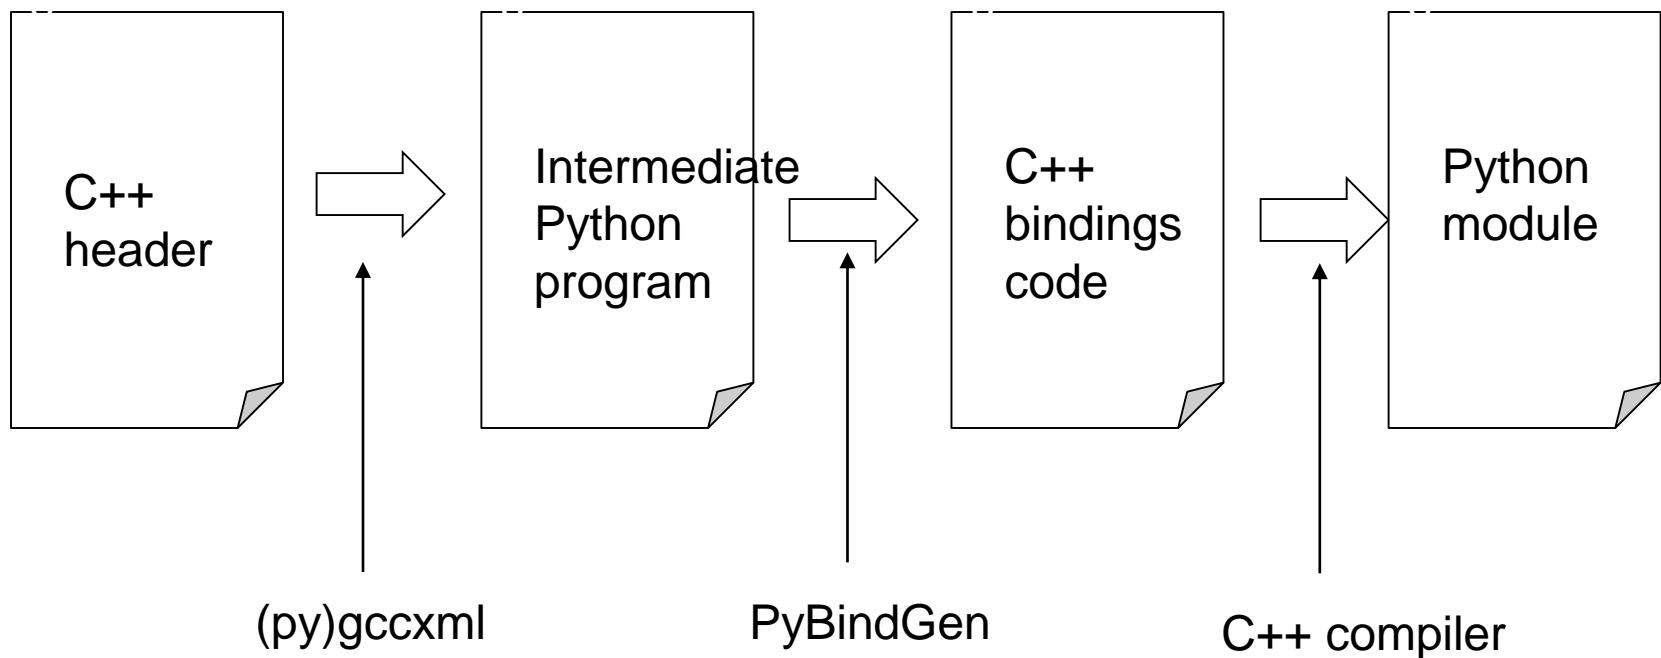 C++
header
Intermediate
Python
program
C++
bindings
code
Python
module
(py)gccxml
PyBindGen
C++ compiler